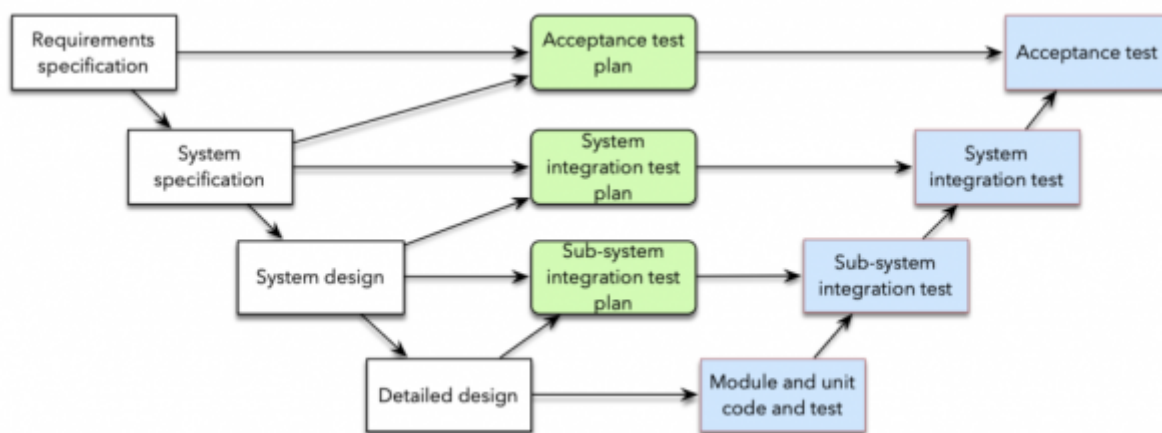 Requirements
specification
Acceptance test
plan
Acceptance test
System
specification
System
integration test
plan
System
integration test
System design
Sub-system
integration test
plan
Sub-system
integration test
Detailed design
Module and unit
code and test